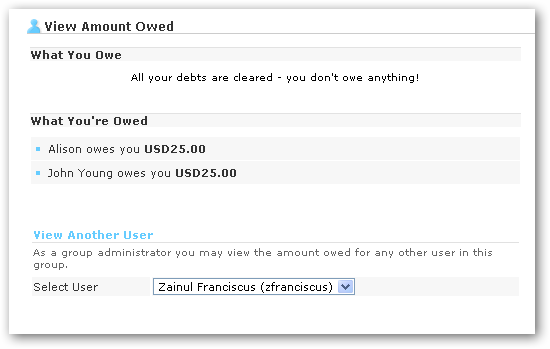 View Amount Owed
What You Owe
All your debts are cleared - you don't owe anything!
What You're Owed
Alison owes you USD25.00
John Young owes you USD25.00
View Another User
As a group administrator you may view the amount owed for any other user in this
group.
Select User Zainul Franciscus (zfranciscus)